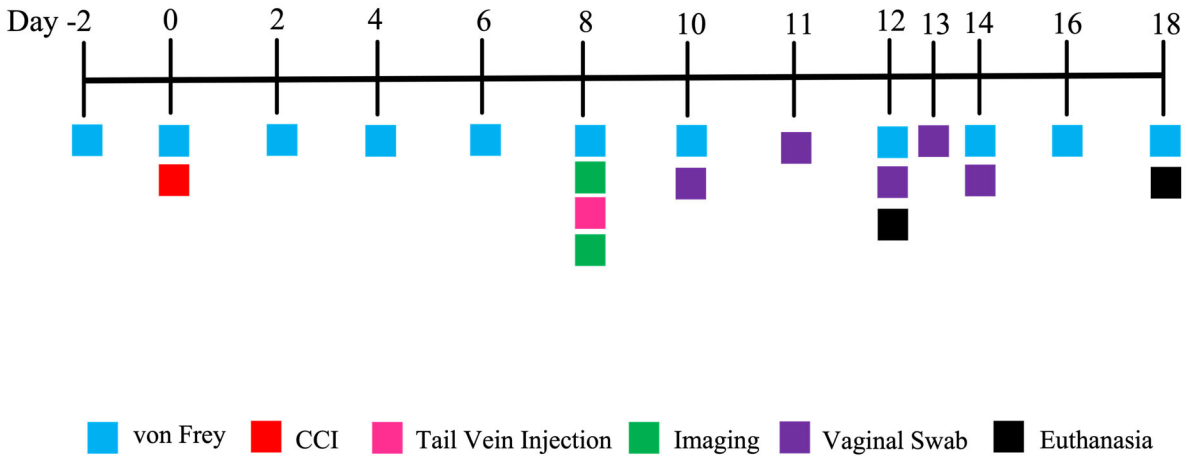 Day -2 0 2 4 6 8 10 11 12 13 14 16 18
von Frey CCI Tail Vein Injection Imaging Vaginal Swab Euthanasia